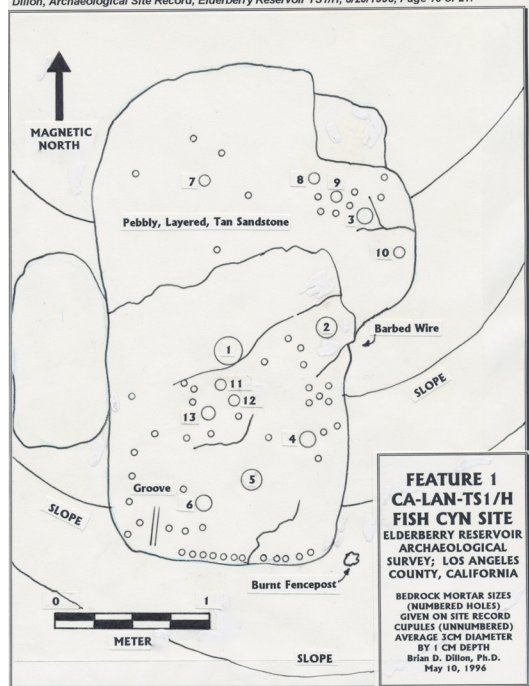 Dillon, Archaeological Site Record, Elderberry Reservoir TS1/H, 5/20/1996, Page 10 of 21.
MAGNETIC
NORTH
7
8
9
3
Pebbly, Layered, Tan Sandstone
10
2
Barbed Wire
1
SLOPE
11
12
13
4
5
Groove
6
SLOPE
Burnt Fencepost
0
1
METER
SLOPE
FEATURE 1
CA-LAN-TS1/H
FISH CYN SITE
ELDERBERRY RESERVOIR
ARCHAEOLOGICAL
SURVEY; LOS ANGELES
COUNTY, CALIFORNIA
BEDROCK MORTAR SIZES
(NUMBERED HOLES)
GIVEN ON SITE RECORD
CUPULES (UNNUMBERED)
AVERAGE 3CM DIAMETER
BY 1 CM DEPTH
Brian D. Dillon, Ph.D.
May 10, 1996